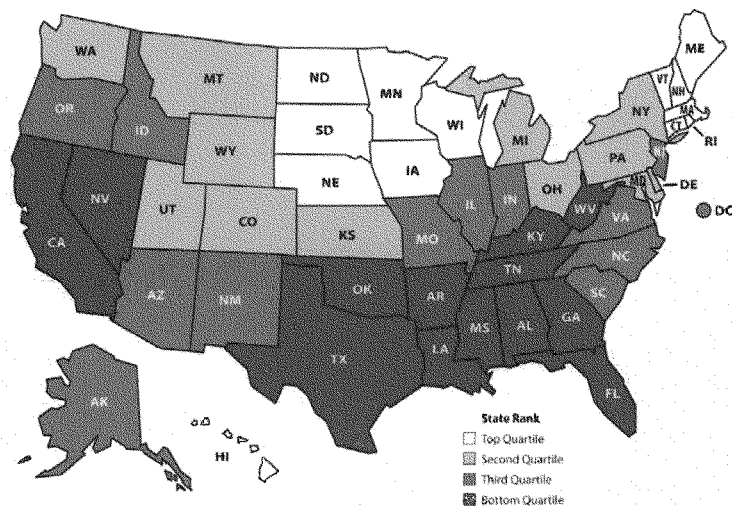 ME
WA
VT
NH
MT
ND
MN
OR
MA
NY
ID
SD
WI
CT
MI
RI
WY
PA
IA
NJ
NE
OH
MD
DE
NV
IL
IN
UT
WV
VA
CO
DC
CA
KS
MO
KY
NC
TN
OK
AZ
NM
AR
SC
MS
AL
GA
TX
LA
FL
AK
HI
State Rank
Top Quartile
Second Quartile
Third Quartile
Bottom Quartile